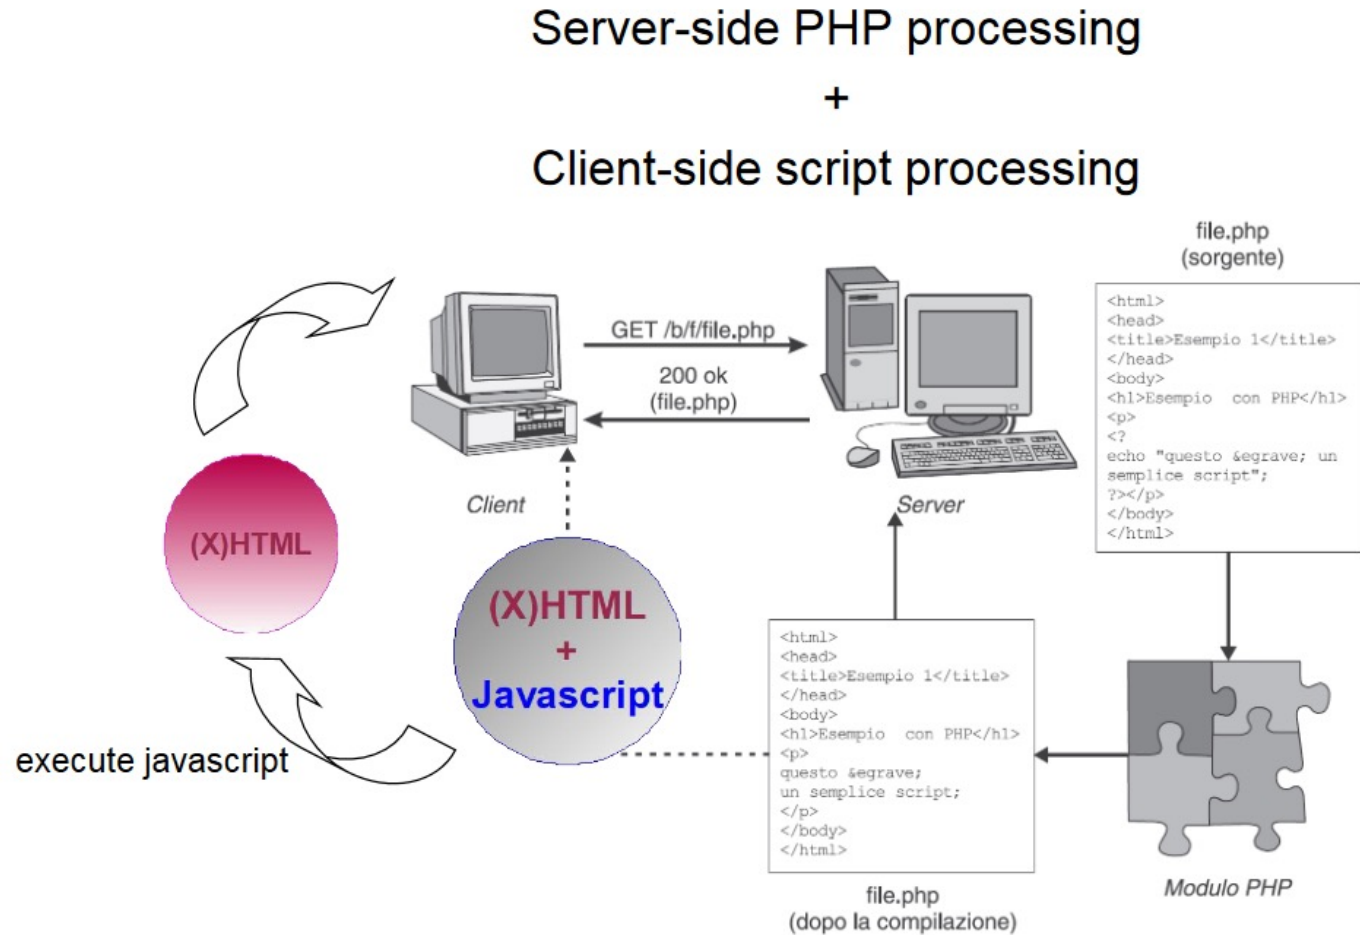 Server-side PHP processing
+
Client-side script processing
file.php
(sorgente)
<html>
<head>
<title>Esempio 1</title>
</head>
<body>
<h1>Esempio  con PHP</h1>
<p>
<?
echo "questo &egrave; un
semplice script";
?></p>
</body>
</html>
GET /b/f/file.php
200 ok
(file.php)
Client
Server
(X)HTML
(X)HTML
+
Javascript
execute javascript
<html>
<head>
<title>Esempio 1</title>
</head>
<body>
<h1>Esempio  con PHP</h1>
<p>
questo &egrave;
un semplice script;
</p>
</body>
</html>
file.php
(dopo la compilazione)
Modulo PHP